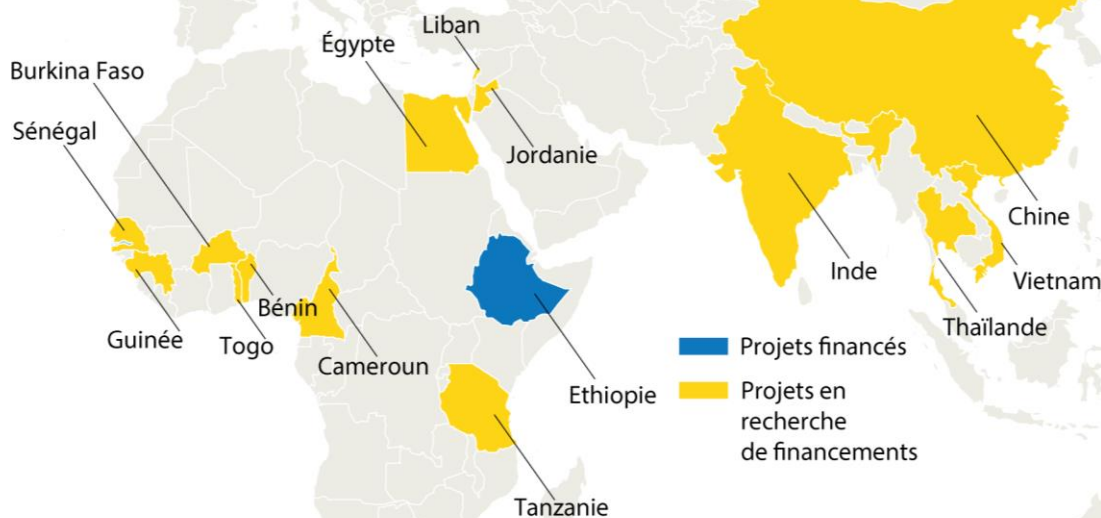 Liban
Égypte
Burkina Faso
Sénégal
Jordanie
Chine
Inde
Vietnam
Bénin
Thaïlande
Guinée
Togo
Cameroun
Ethiopie
Tanzanie
Projets financés
Projets en
recherche
de financements